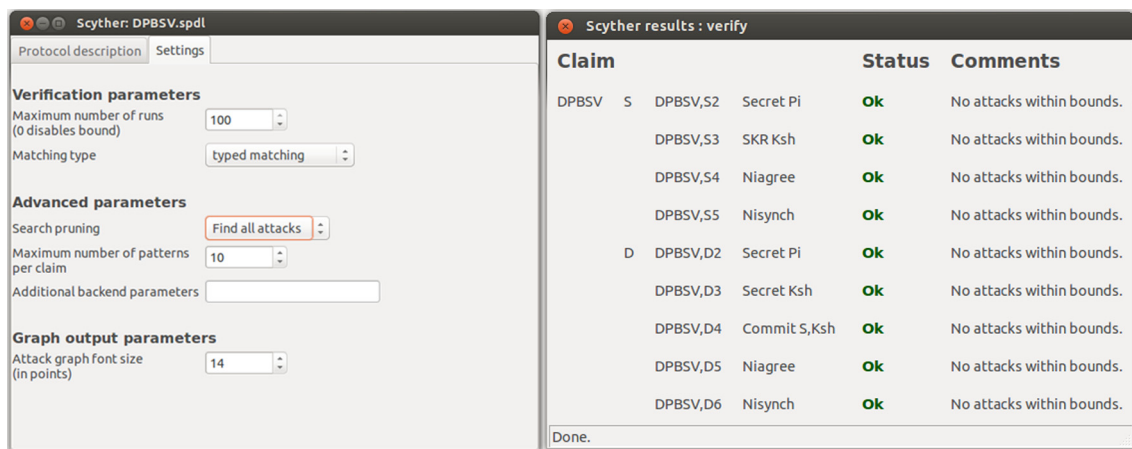 Scyther: DPBSV.spdl
Protocol description Settings
Verification parameters
Maximum number of runs
(0 disables bound)
100
Matching type typed matching
Advanced parameters
Search pruning Find all attacks
Maximum number of patterns
per claim
10
Additional backend parameters
Graph output parameters
Attack graph font size
(in points)
14
Scyther results : verify
Claim Status Comments
DPBSV S DPBSV,S2 Secret Pi Ok No attacks within bounds.
DPBSV,S3 SKR Ksh Ok No attacks within bounds.
DPBSV,S4 Niagree Ok No attacks within bounds.
DPBSV,S5 Nisynch Ok No attacks within bounds.
D DPBSV,D2 Secret Pi Ok No attacks within bounds.
DPBSV,D3 Secret Ksh Ok No attacks within bounds.
DPBSV,D4 Commit S,Ksh Ok No attacks within bounds.
DPBSV,D5 Niagree Ok No attacks within bounds.
DPBSV,D6 Nisynch Ok No attacks within bounds.
Done.